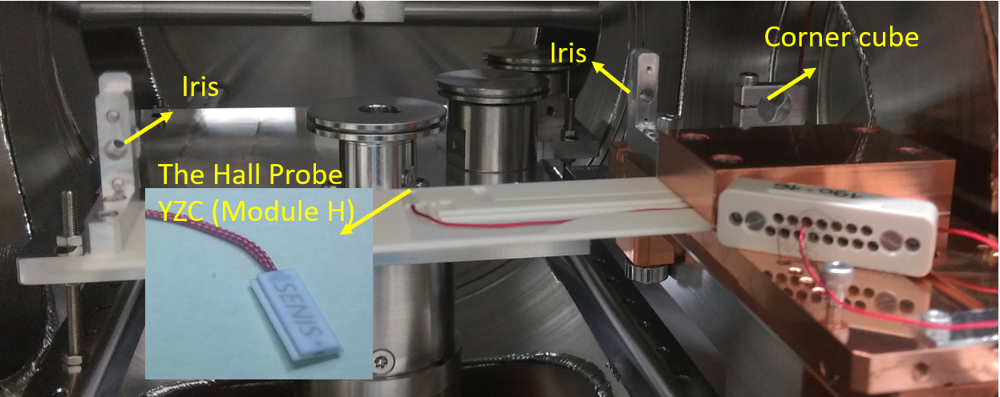 Corner cube
Iris
Iris
The Hall Probe
YZC (Module H)
SENIS